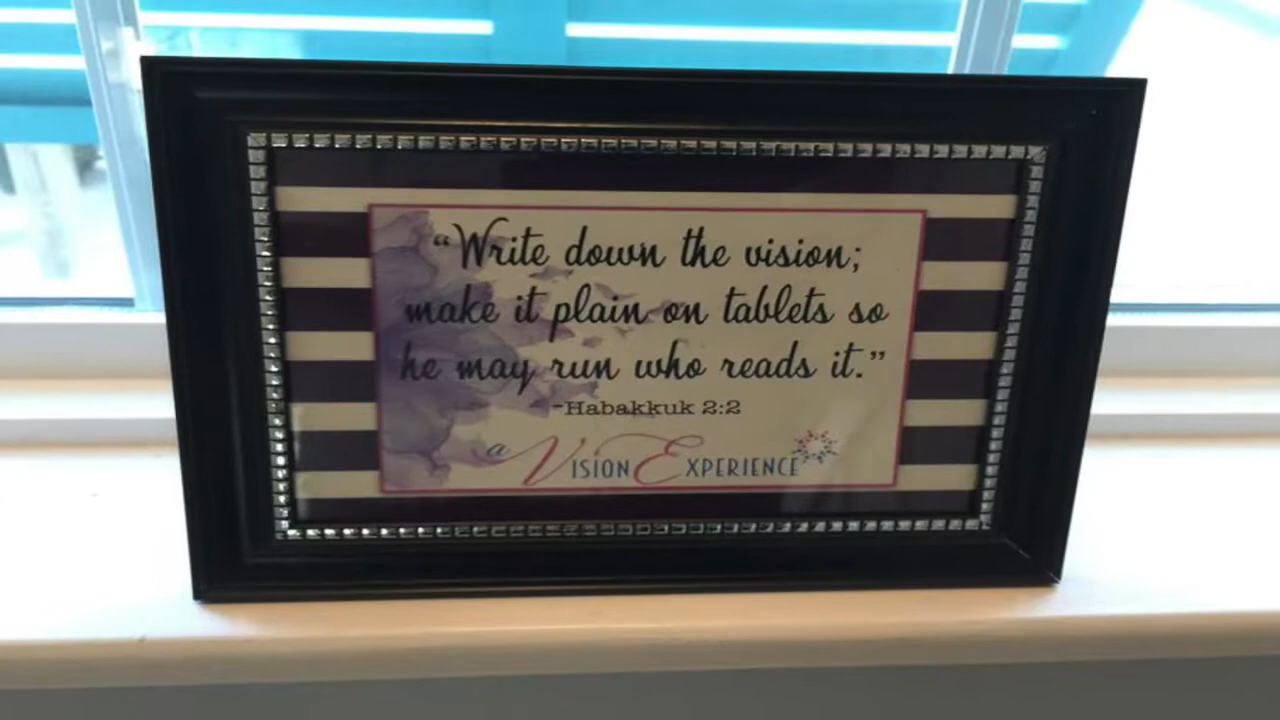 “Write down the vision;
make it plain on tablets so
he may run who reads it.”
-Habakkuk 2:2
a Vision Experience